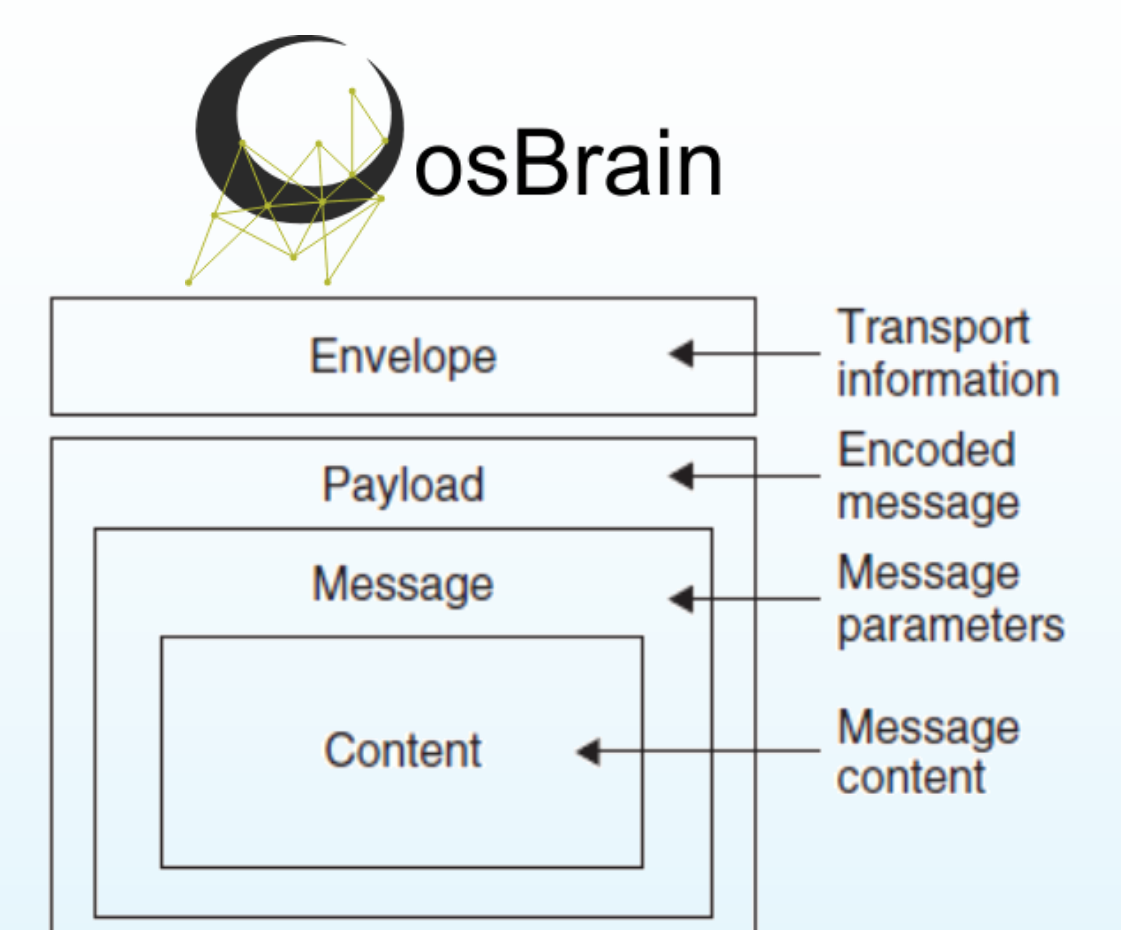 osBrain
Envelope
Transport
information
Payload
Encoded
message
Message
Message
parameters
Content
Message
content